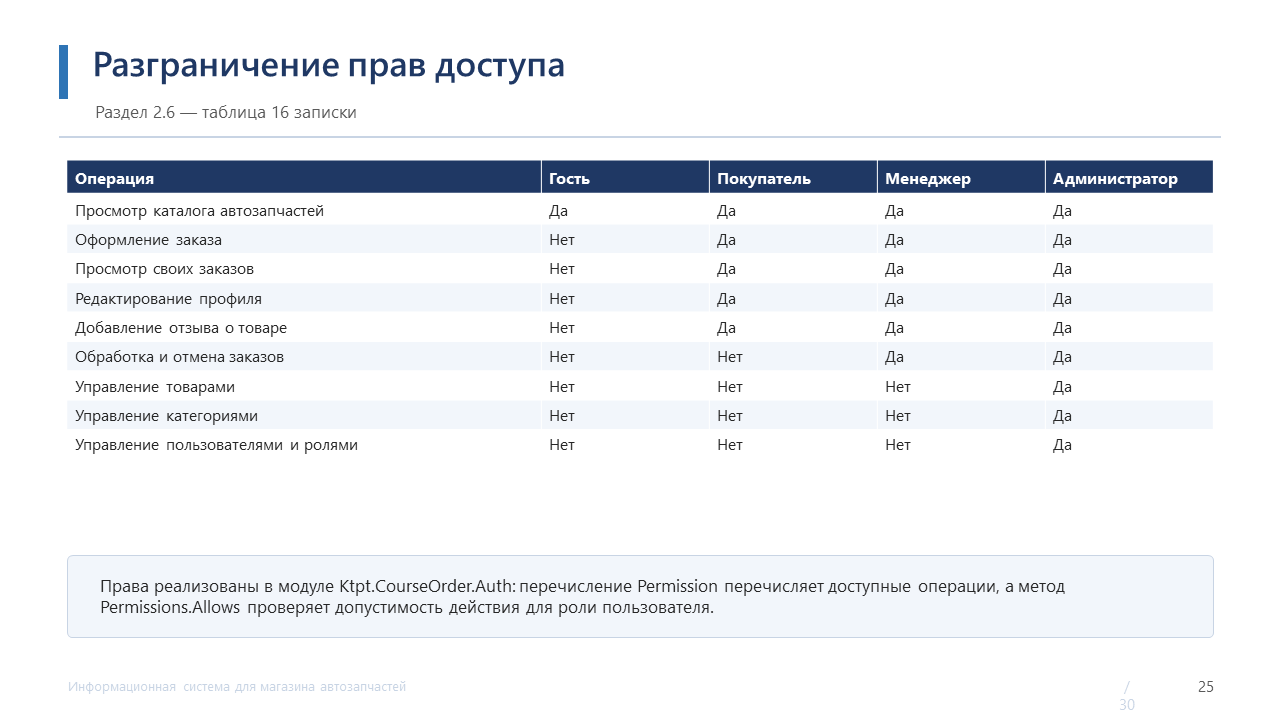 Разграничение прав доступа
Раздел 2.6 — таблица 16 записки
Операция Гость Покупатель Менеджер Администратор
Просмотр каталога автозапчастей Да Да Да Да
Оформление заказа Нет Да Да Да
Просмотр своих заказов Нет Да Да Да
Редактирование профиля Нет Да Да Да
Добавление отзыва о товаре Нет Да Да Да
Обработка и отмена заказов Нет Нет Да Да
Управление товарами Нет Нет Нет Да
Управление категориями Нет Нет Нет Да
Управление пользователями и ролями Нет Нет Нет Да
Права реализованы в модуле Ktpt.CourseOrder.Auth: перечисление Permission перечисляет доступные операции, а метод
Permissions.Allows проверяет допустимость действия для роли пользователя.
Информационная система для магазина автозапчастей / 25
30